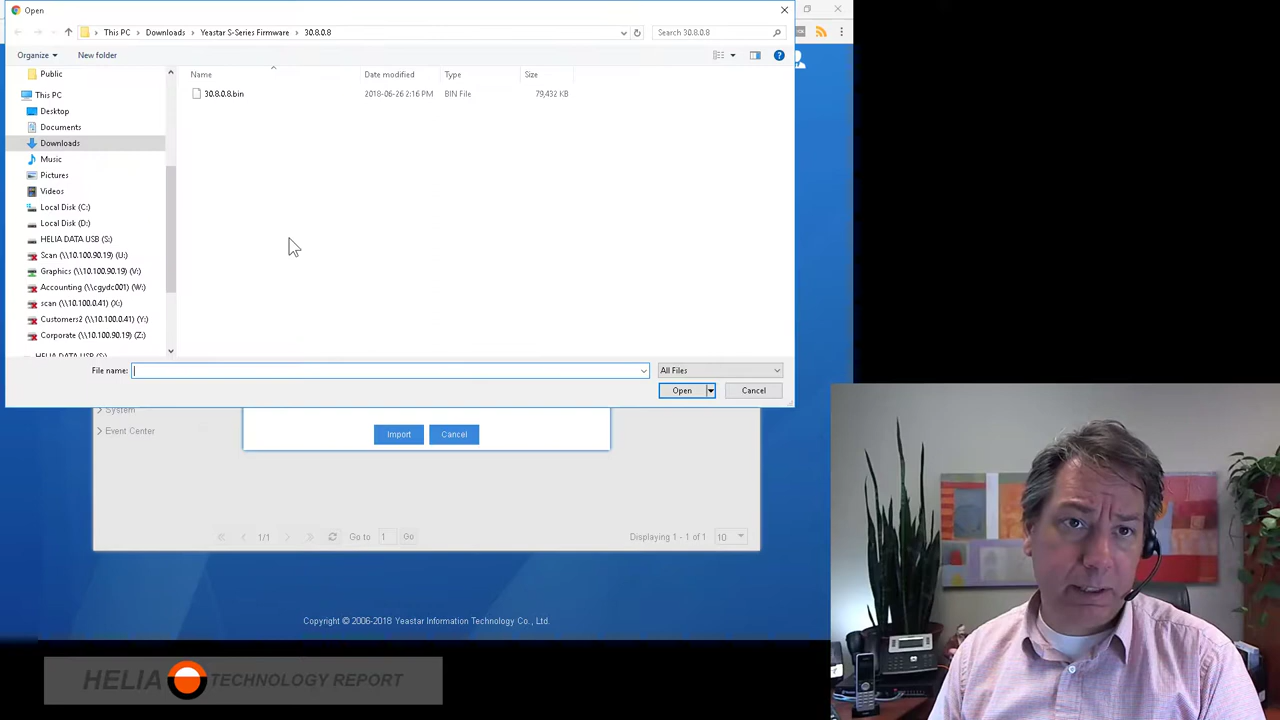 Open
This PC > Downloads > Yeastar S-Series Firmware > 30.8.0.8
Search 30.8.0.8
Organize
New folder
Name
Date modified
Type
Size
30.8.0.8.bin
2018-06-26 2:16 PM
BIN File
79,432 KB
Public
This PC
Desktop
Documents
Downloads
Music
Pictures
Videos
Local Disk (C:)
Local Disk (D:)
HELIA DATA USB (S:)
Scan (\\10.100.90.19) (U:)
Graphics (\\10.100.90.19) (V:)
Accounting (\\cgydc001) (W:)
scan (\\10.100.0.41) (X:)
Customers2 (\\10.100.0.41) (Y:)
Corporate (\\10.100.90.19) (Z:)
HELIA DATA USB (S:)
File name:
All Files
Open
Cancel
System
Event Center
Import
Cancel
1/1
Go to
1
Go
Displaying 1 - 1 of 1
10
Copyright © 2006-2018 Yeastar Information Technology Co., Ltd.
HELIA TECHNOLOGY REPORT